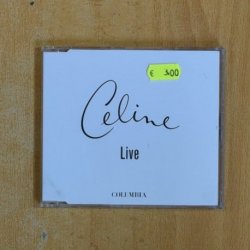 € 3,00
Celine
Live
COLUMBIA